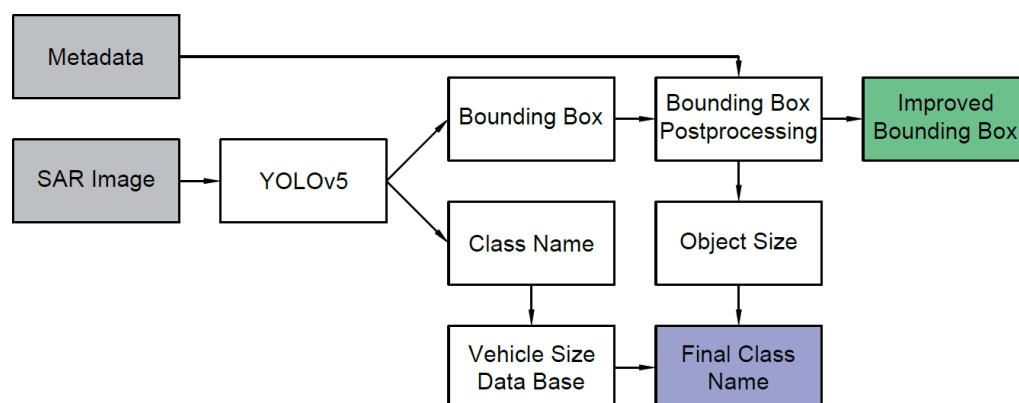 Metadata
Bounding Box
Bounding Box
Postprocessing
Improved
Bounding Box
SAR Image
YOLOv5
Class Name
Object Size
Vehicle Size
Data Base
Final Class
Name